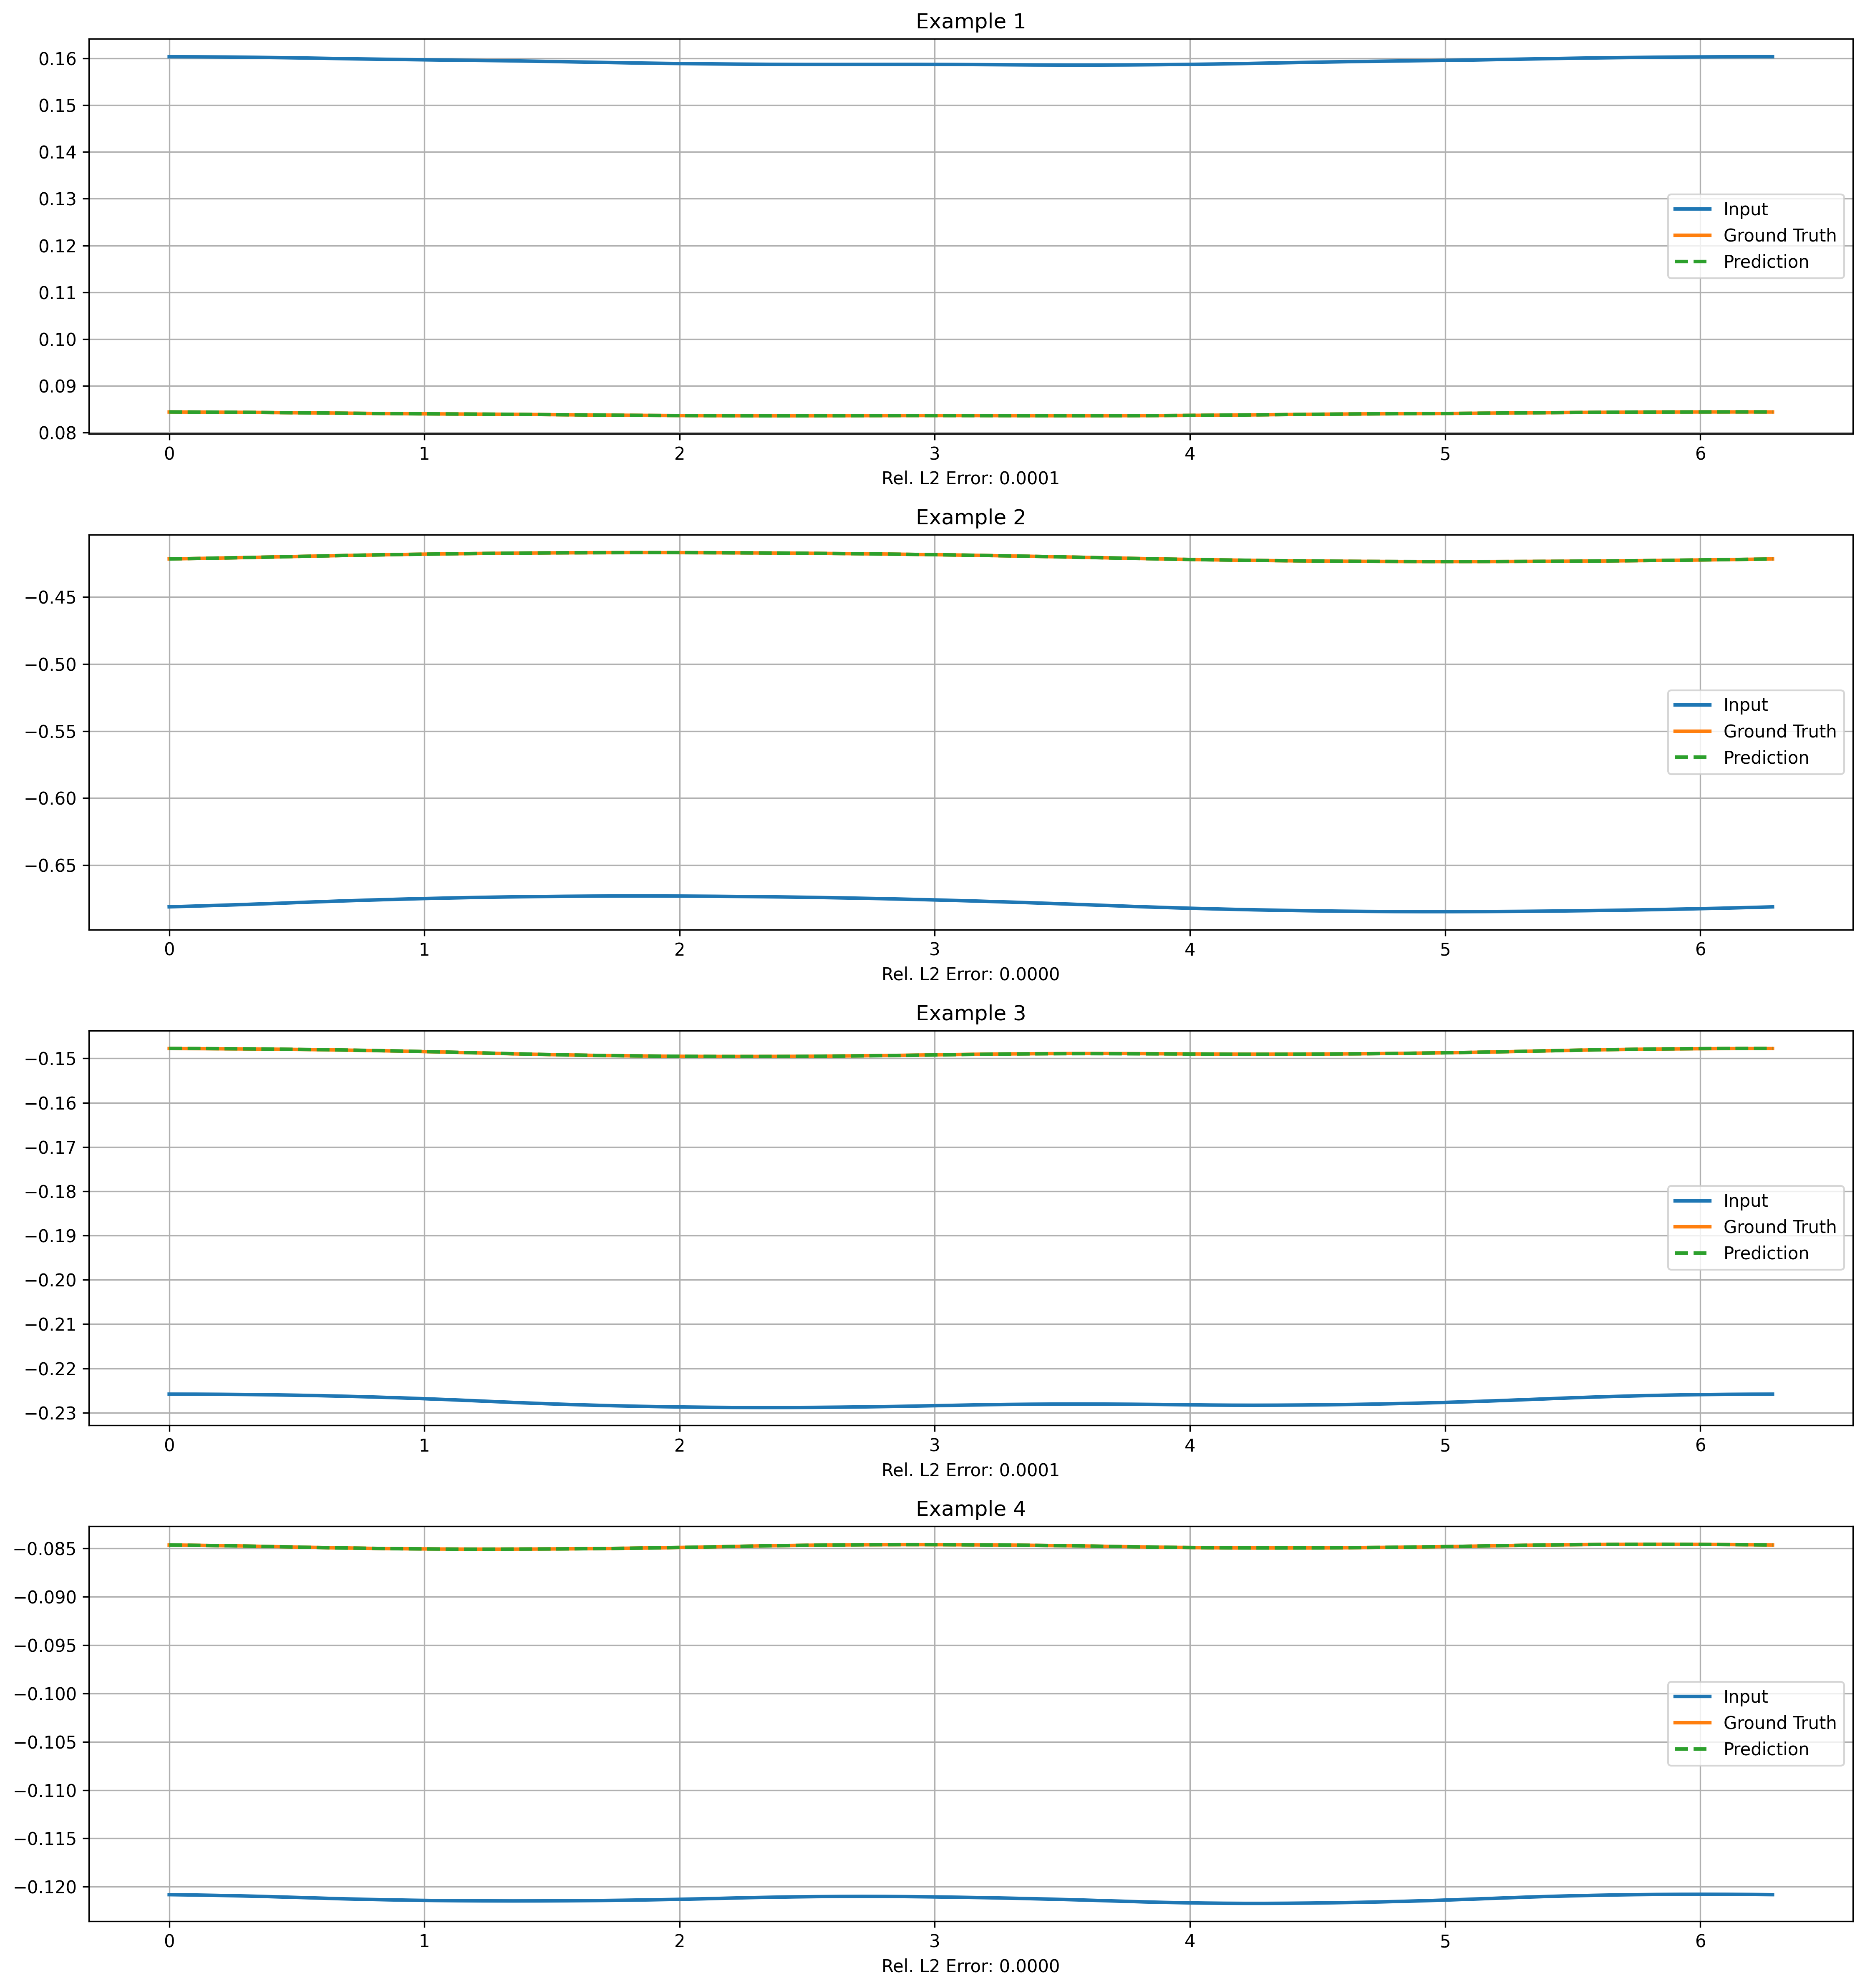 Example 1
0.16
0.15
0.14
0.13
0.12
0.11
0.10
0.09
0.08
Input
Ground Truth
Prediction
0 1 2 3 4 5 6
Rel. L2 Error: 0.0001
Example 2
−0.45
−0.50
−0.55
−0.60
−0.65
Input
Ground Truth
Prediction
0 1 2 3 4 5 6
Rel. L2 Error: 0.0000
Example 3
−0.15
−0.16
−0.17
−0.18
−0.19
−0.20
−0.21
−0.22
−0.23
Input
Ground Truth
Prediction
0 1 2 3 4 5 6
Rel. L2 Error: 0.0001
Example 4
−0.085
−0.090
−0.095
−0.100
−0.105
−0.110
−0.115
−0.120
Input
Ground Truth
Prediction
0 1 2 3 4 5 6
Rel. L2 Error: 0.0000